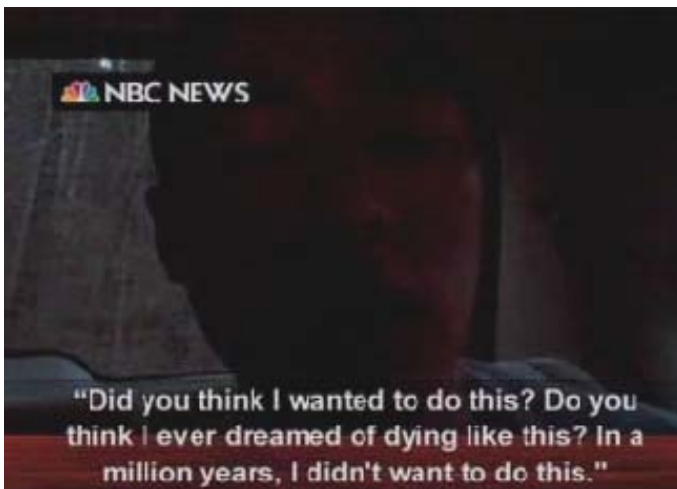 NBC NEWS
“Did you think I wanted to do this? Do you
think I ever dreamed of dying like this? In a
million years, I didn't want to do this.”